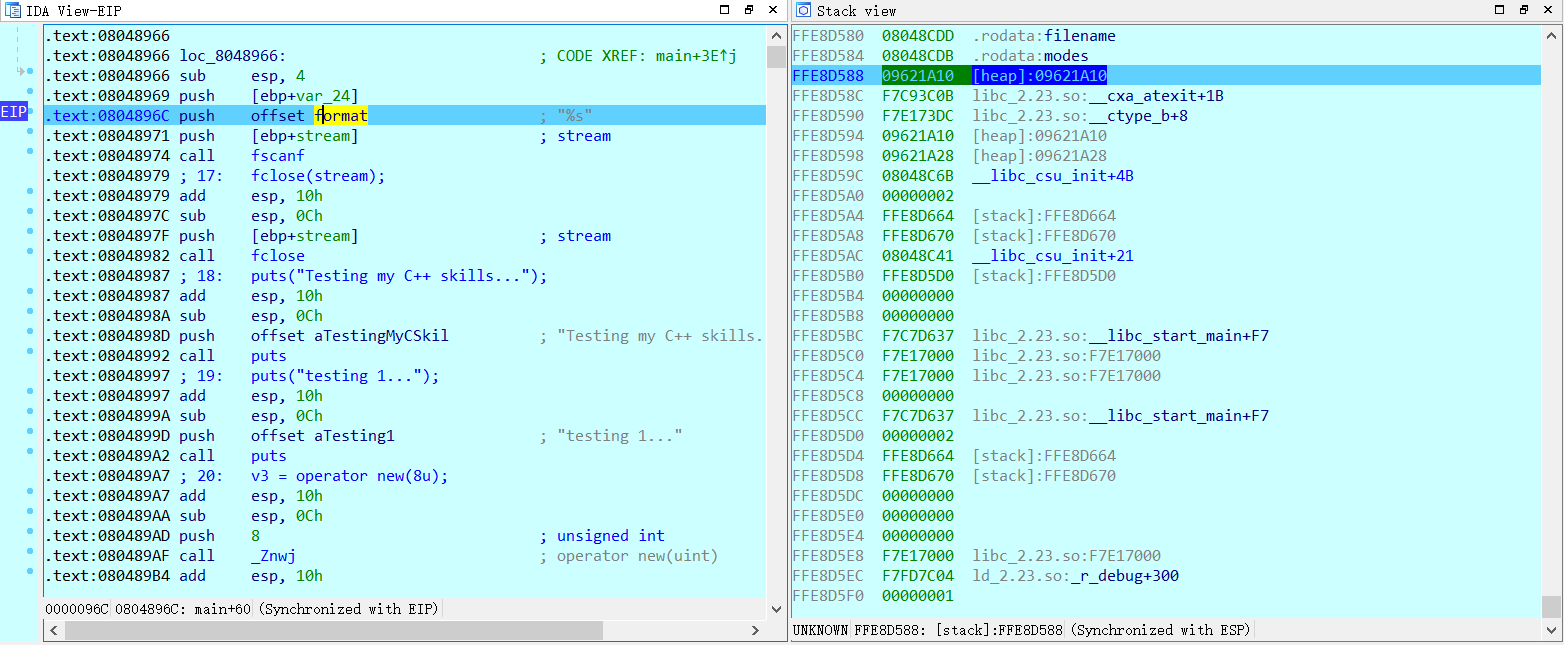 IDA View-EIP
.text:08048966
.text:08048966 loc_8048966: ; CODE XREF: main+3E↑j
.text:08048966 sub esp, 4
.text:08048969 push [ebp+var_24]
EIP .text:0804896C push offset format ; "%s"
.text:08048971 push [ebp+stream] ; stream
.text:08048974 call fscanf
.text:08048979 ; 17: fclose(stream);
.text:08048979 add esp, 10h
.text:0804897C sub esp, 0Ch
.text:0804897F push [ebp+stream] ; stream
.text:08048982 call fclose
.text:08048987 ; 18: puts("Testing my C++ skills...");
.text:08048987 add esp, 10h
.text:0804898A sub esp, 0Ch
.text:0804898D push offset aTestingMyCSkil ; "Testing my C++ skills.
.text:08048992 call puts
.text:08048997 ; 19: puts("testing 1...");
.text:08048997 add esp, 10h
.text:0804899A sub esp, 0Ch
.text:0804899D push offset aTesting1 ; "testing 1..."
.text:080489A2 call puts
.text:080489A7 ; 20: v3 = operator new(8u);
.text:080489A7 add esp, 10h
.text:080489AA sub esp, 0Ch
.text:080489AD push 8 ; unsigned int
.text:080489AF call _Znwj ; operator new(uint)
.text:080489B4 add esp, 10h
0000096C 0804896C: main+60 (Synchronized with EIP)
Stack view
FFE8D580 08048CDD .rodata:filename
FFE8D584 08048CDB .rodata:modes
FFE8D588 09621A10 [heap]:09621A10
FFE8D58C F7C93C0B libc_2.23.so:__cxa_atexit+1B
FFE8D590 F7E173DC libc_2.23.so:__ctype_b+8
FFE8D594 09621A10 [heap]:09621A10
FFE8D598 09621A28 [heap]:09621A28
FFE8D59C 08048C6B __libc_csu_init+4B
FFE8D5A0 00000002
FFE8D5A4 FFE8D664 [stack]:FFE8D664
FFE8D5A8 FFE8D670 [stack]:FFE8D670
FFE8D5AC 08048C41 __libc_csu_init+21
FFE8D5B0 FFE8D5D0 [stack]:FFE8D5D0
FFE8D5B4 00000000
FFE8D5B8 00000000
FFE8D5BC F7C7D637 libc_2.23.so:__libc_start_main+F7
FFE8D5C0 F7E17000 libc_2.23.so:F7E17000
FFE8D5C4 F7E17000 libc_2.23.so:F7E17000
FFE8D5C8 00000000
FFE8D5CC F7C7D637 libc_2.23.so:__libc_start_main+F7
FFE8D5D0 00000002
FFE8D5D4 FFE8D664 [stack]:FFE8D664
FFE8D5D8 FFE8D670 [stack]:FFE8D670
FFE8D5DC 00000000
FFE8D5E0 00000000
FFE8D5E4 00000000
FFE8D5E8 F7E17000 libc_2.23.so:F7E17000
FFE8D5EC F7FD7C04 ld_2.23.so:_r_debug+300
FFE8D5F0 00000001
UNKNOWN FFE8D588: [stack]:FFE8D588 (Synchronized with ESP)